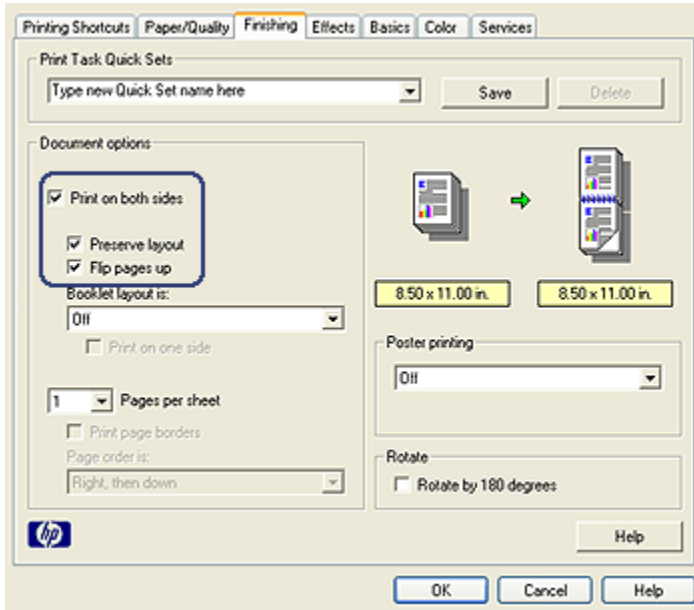 Printing Shortcuts Paper/Quality Finishing Effects Basics Color Services
Print Task Quick Sets
Type new Quick Set name here Save Delete
Document options
Print on both sides
Preserve layout
Flip pages up
Booklet layout is:
Off
Print on one side
1 Pages per sheet
Print page borders
Page order is:
Right, then down
8.50 x 11.00 in. 8.50 x 11.00 in.
Poster printing
Off
Rotate
Rotate by 180 degrees
hp
Help
OK Cancel Help